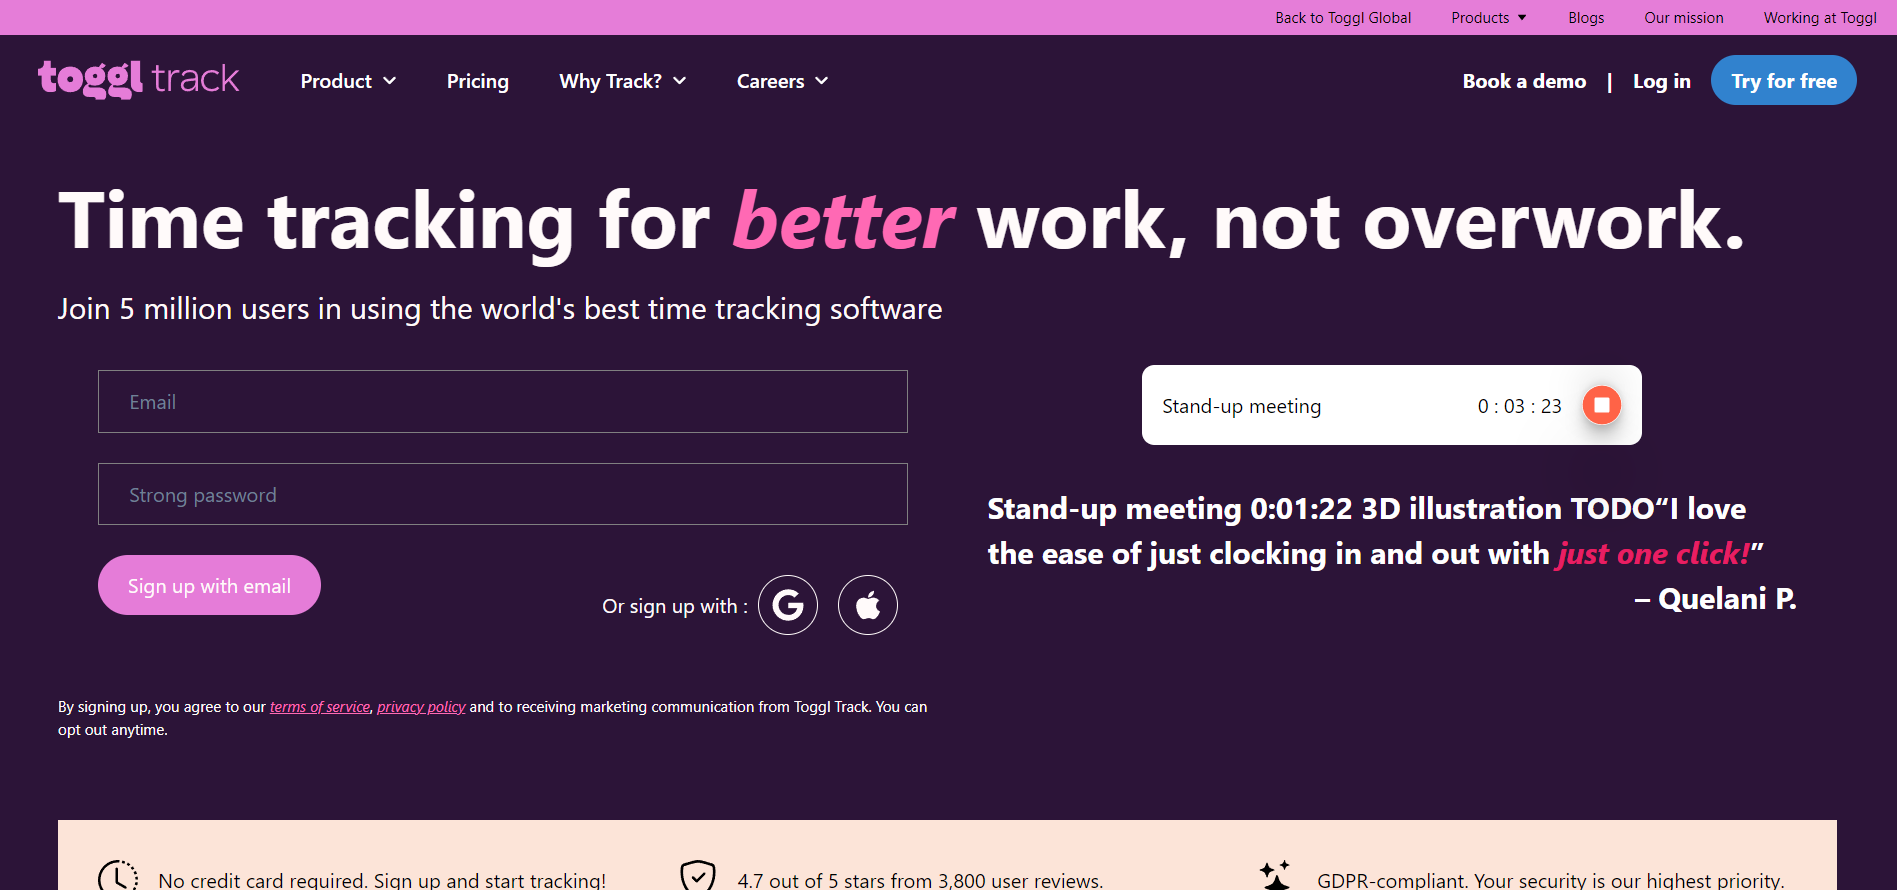 Back to Toggl Global Products Blogs Our mission Working at Toggl
toggl track Product Pricing Why Track? Careers Book a demo | Log in Try for free
Time tracking for better work, not overwork.
Join 5 million users in using the world's best time tracking software
Email
Strong password
Sign up with email
Or sign up with :
Stand-up meeting 0 : 03 : 23
Stand-up meeting 0:01:22 3D illustration TODO“I love
the ease of just clocking in and out with just one click!”
– Quelani P.
By signing up, you agree to our terms of service, privacy policy and to receiving marketing communication from Toggl Track. You can
opt out anytime.
No credit card required. Sign up and start tracking!
4.7 out of 5 stars from 3,800 user reviews.
GDPR-compliant. Your security is our highest priority.